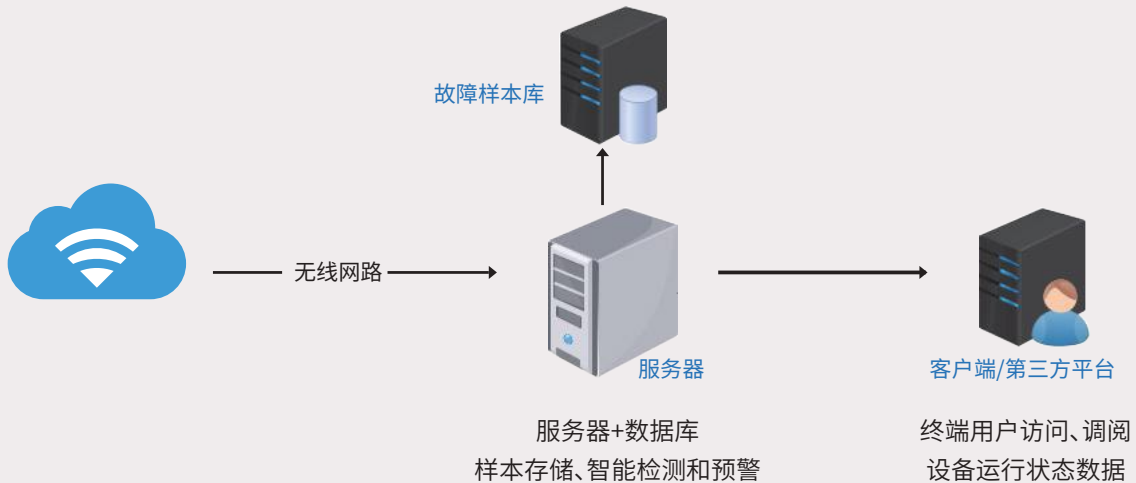 故障样本库
无线网路
服务器
客户端/第三方平台
服务器+数据库
样本存储、智能检测和预警
终端用户访问、调阅
设备运行状态数据